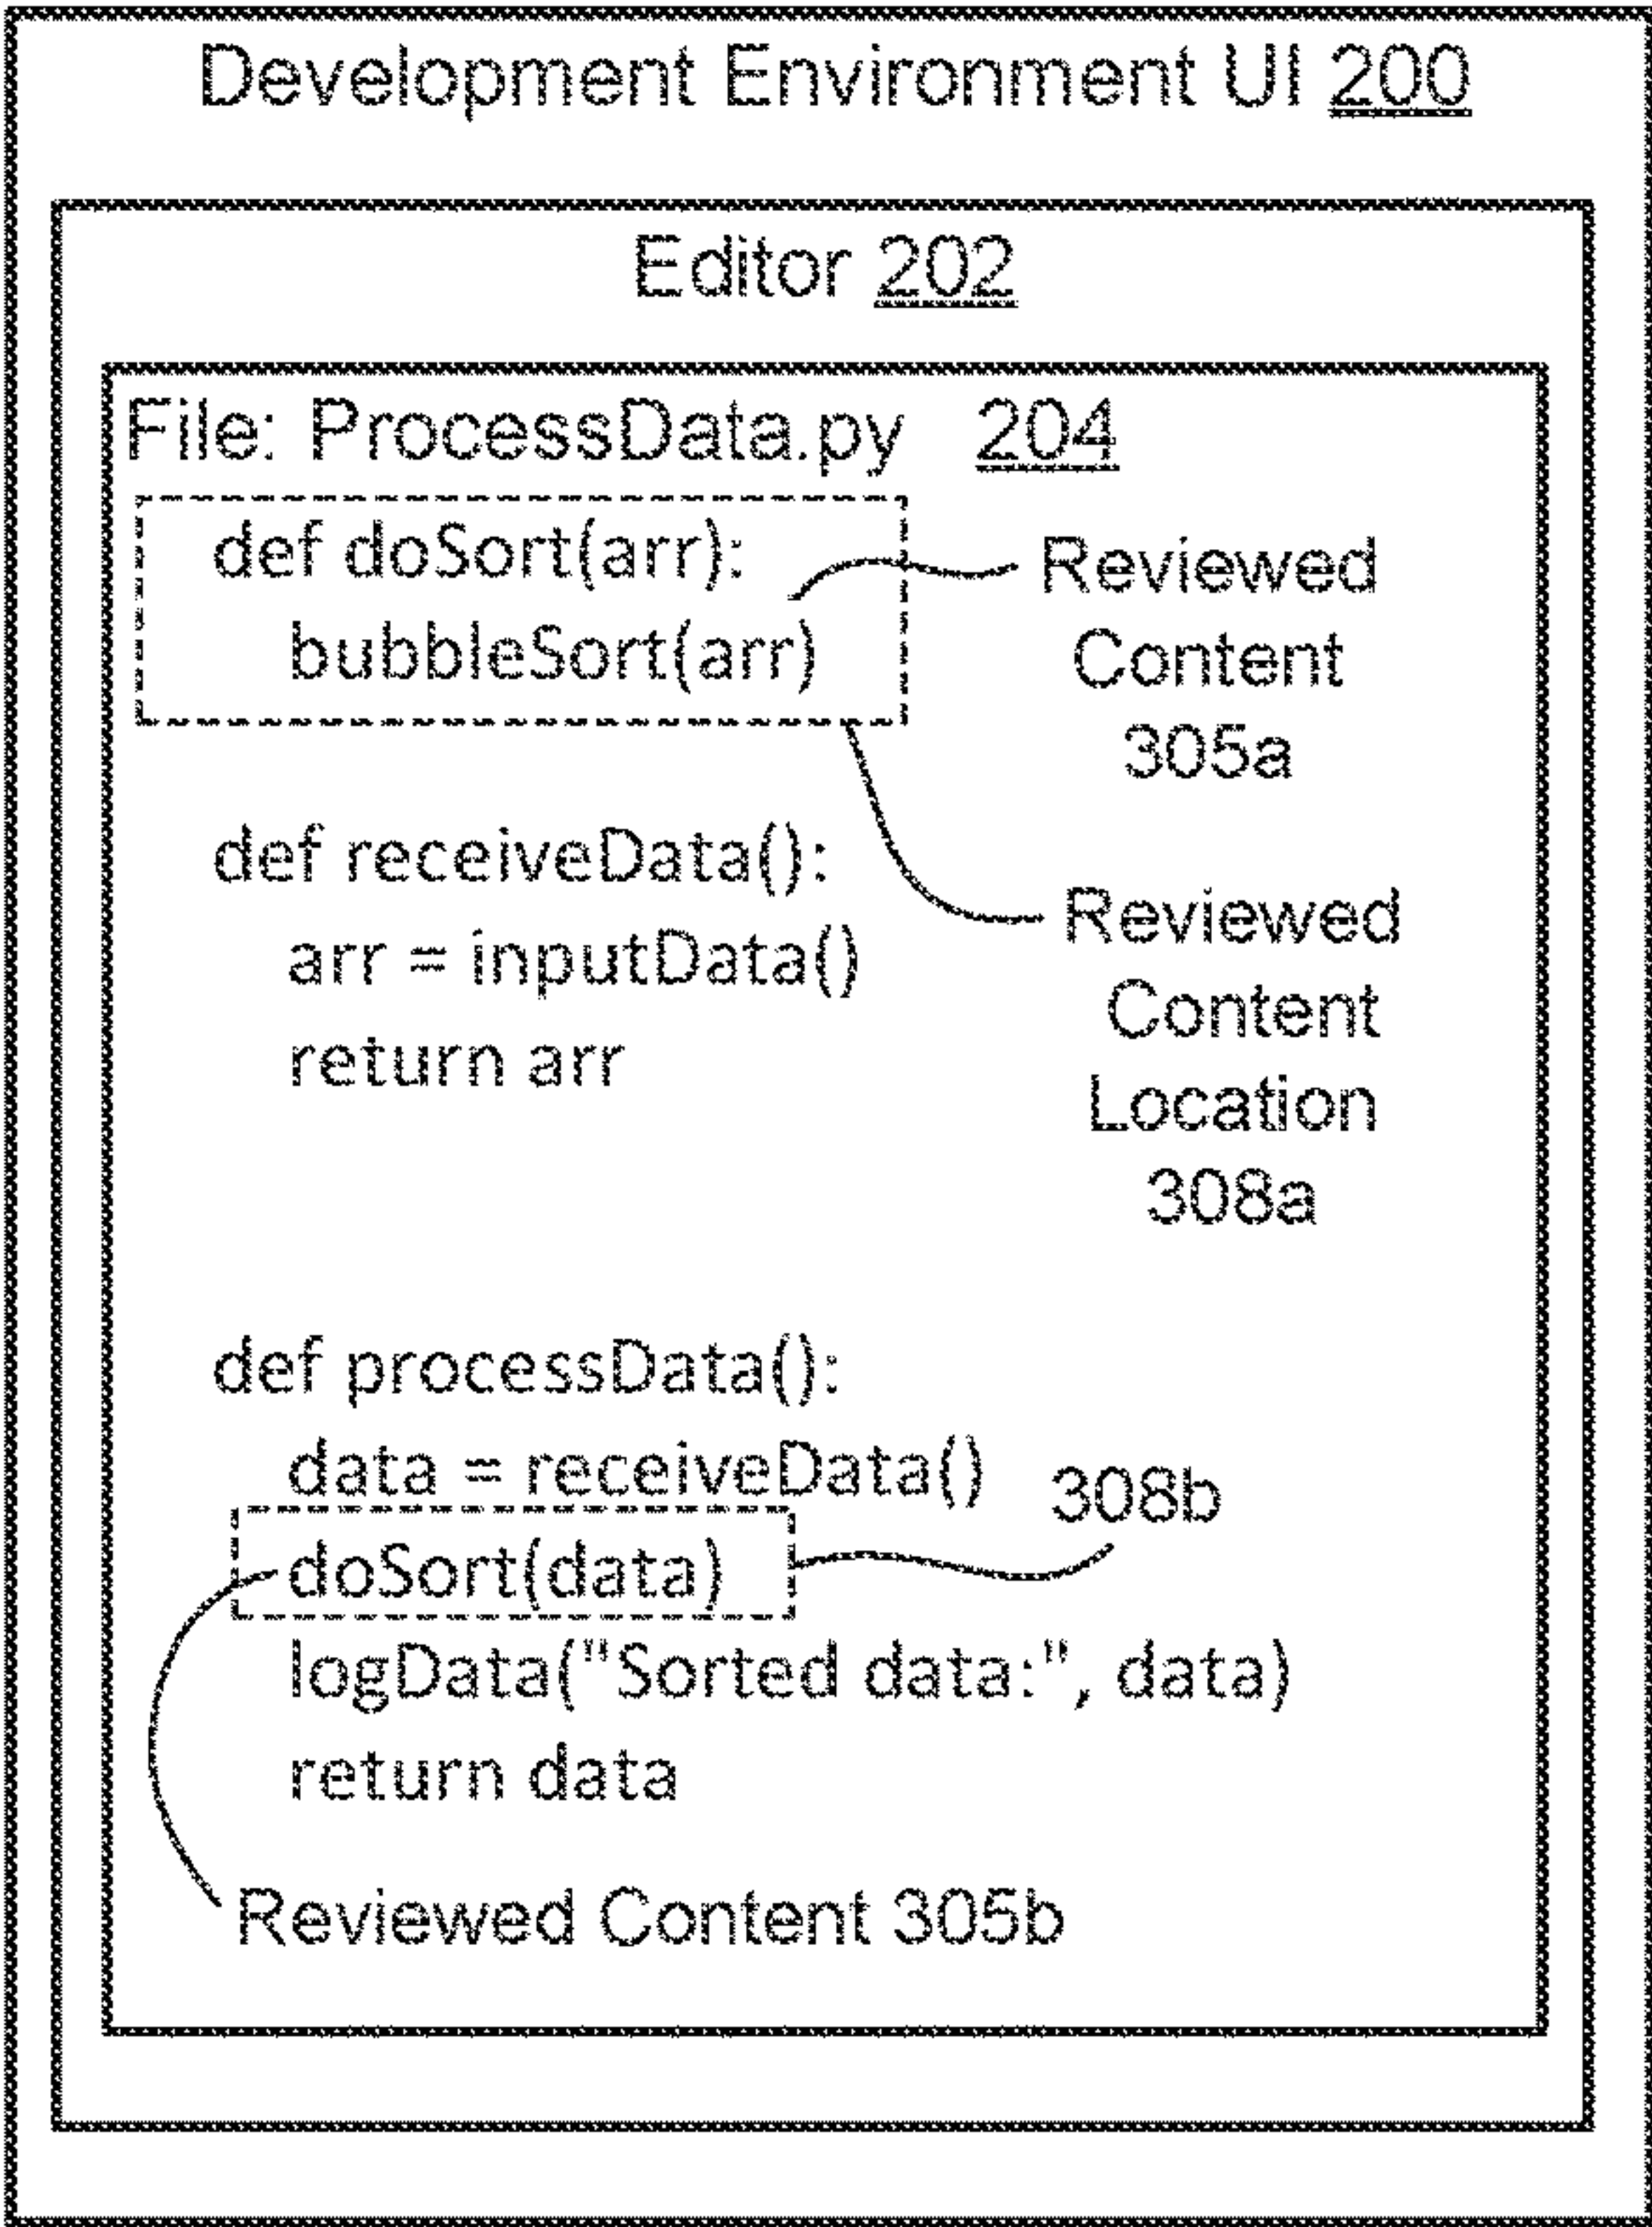 Development Environment UI 200
Editor 202
File: ProcessData.py 204
def doSort(arr):
bubbleSort(arr)
Reviewed
Content
305a
def receiveData():
arr = inputData()
return arr
Reviewed
Content
Location
308a
def processData():
data = receiveData()
308b
doSort(data)
logData("Sorted data:", data)
return data
Reviewed Content 305b